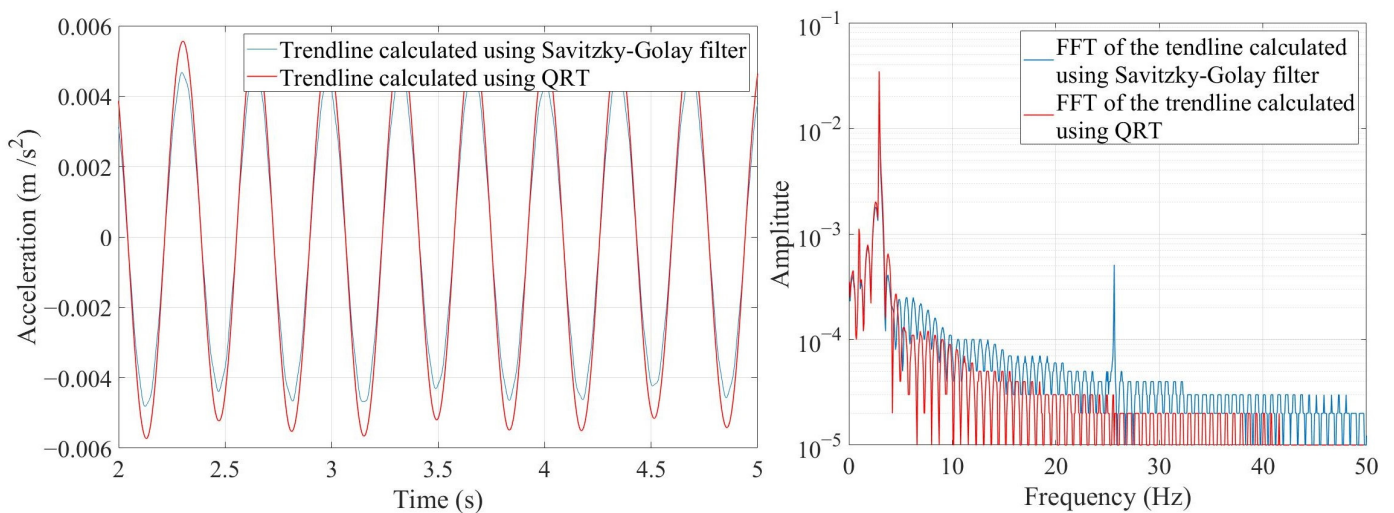 0.006
0.004
0.002
0
−0.002
−0.004
−0.006
Acceleration (m /s2)
2
2.5
3
3.5
4
4.5
5
Time (s)
Trendline calculated using Savitzky-Golay filter
Trendline calculated using QRT
10−1
10−2
10−3
10−4
10−5
Amplitute
0
10
20
30
40
50
Frequency (Hz)
FFT of the tendline calculated
using Savitzky-Golay filter
FFT of the trendline calculated
using QRT